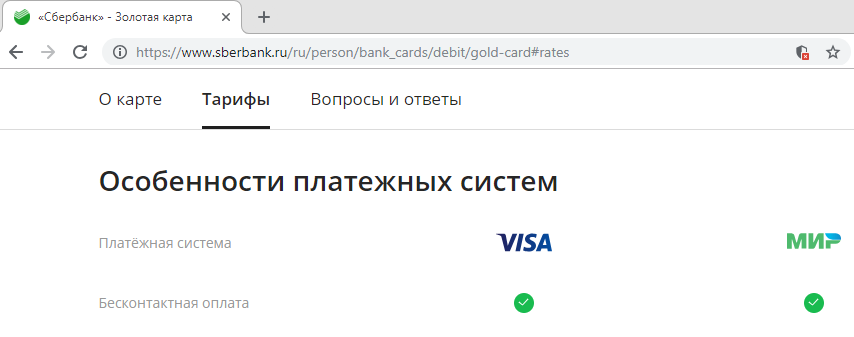 «Сбербанк» - Золотая карта
https://www.sberbank.ru/ru/person/bank_cards/debit/gold-card#rates
О карте Тарифы Вопросы и ответы
Особенности платежных систем
Платёжная система VISA МИР
Бесконтактная оплата